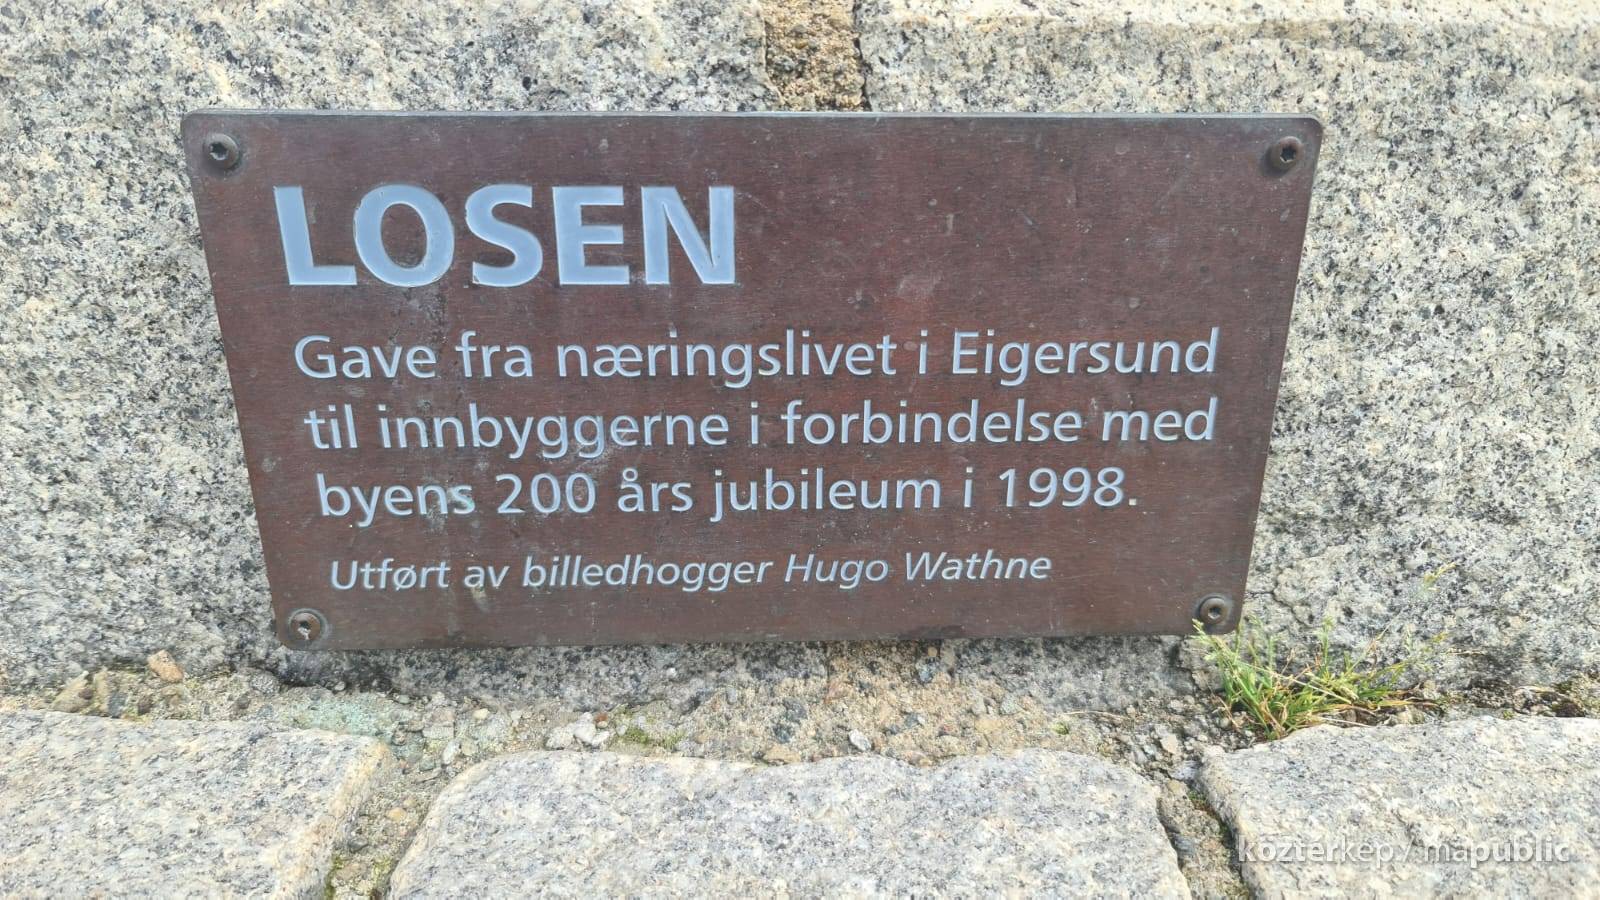 LOSEN
Gave fra næringslivet i Eigersund
til innbyggerne i forbindelse med
byens 200 års jubileum i 1998.
Utført av billedhogger Hugo Wathne
közterkep / mapublic